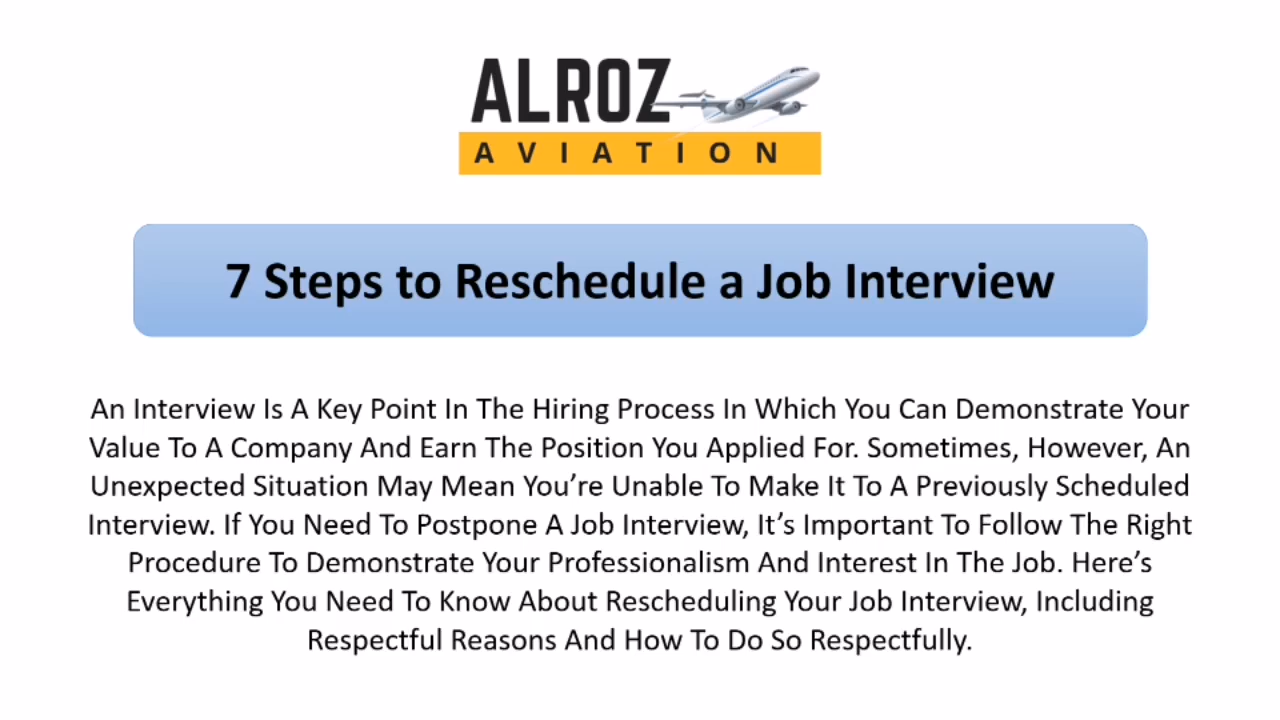 ALROZ
AVIATION
7 Steps to Reschedule a Job Interview
An Interview Is A Key Point In The Hiring Process In Which You Can Demonstrate Your
Value To A Company And Earn The Position You Applied For. Sometimes, However, An
Unexpected Situation May Mean You’re Unable To Make It To A Previously Scheduled
Interview. If You Need To Postpone A Job Interview, It’s Important To Follow The Right
Procedure To Demonstrate Your Professionalism And Interest In The Job. Here’s
Everything You Need To Know About Rescheduling Your Job Interview, Including
Respectful Reasons And How To Do So Respectfully.